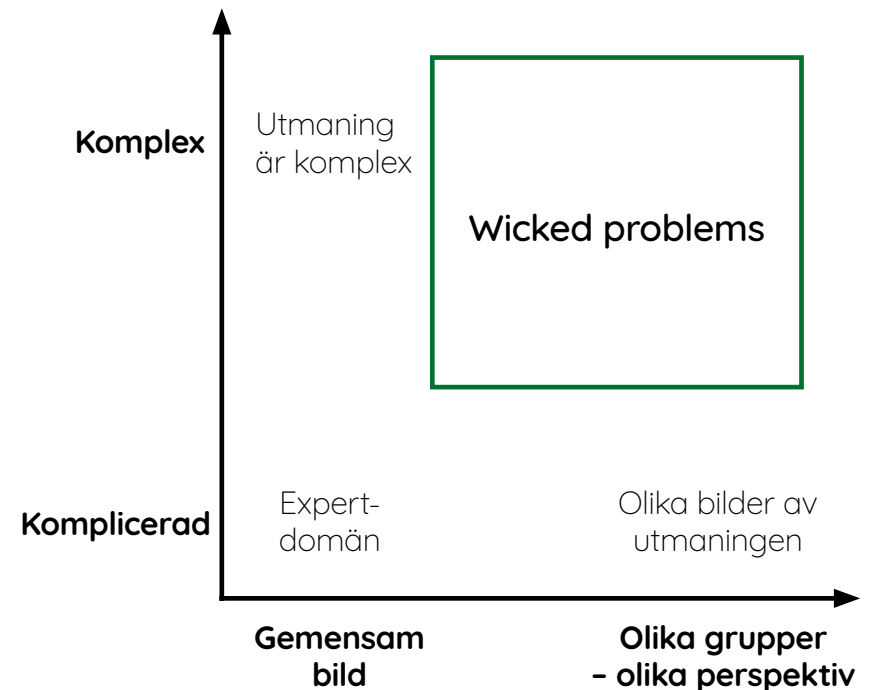 Komplex
Utmaning
är komplex
Wicked problems
Komplicerad
Expert-
domän
Olika bilder av
utmaningen
Gemensam
bild
Olika grupper
– olika perspektiv